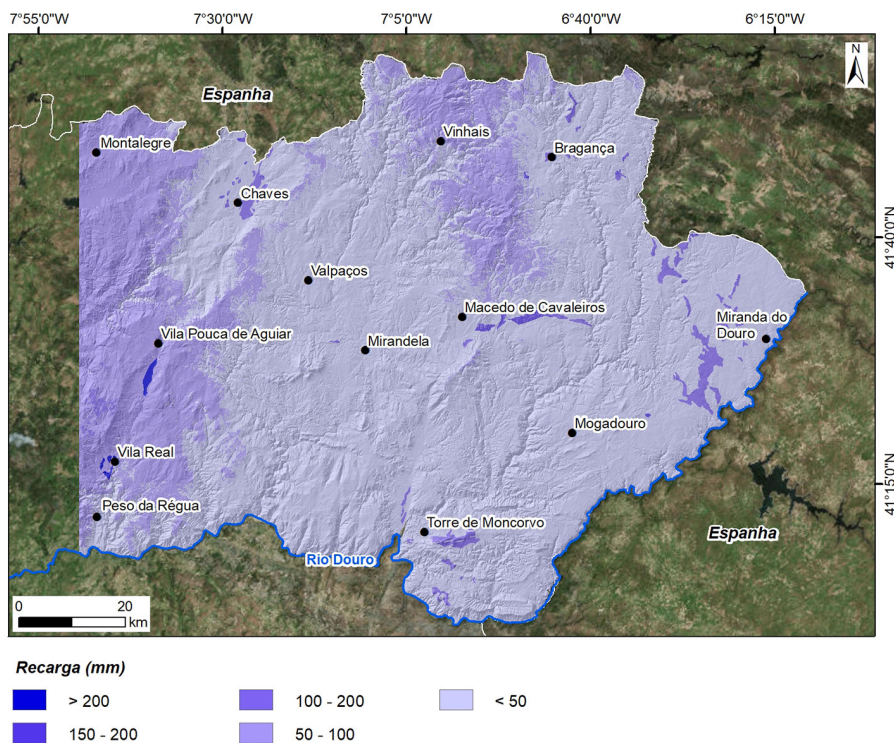 7°55'0"W
7°30'0"W
7°5'0"W
6°40'0"W
6°15'0"W
N
Espanha
Montalegre
Vinhais
Bragança
Chaves
41°40'0"N
Valpaços
Macedo de Cavaleiros
Miranda do
Douro
Vila Pouca de Aguiar
Mirandela
Mogadouro
Vila Real
41°15'0"N
Peso da Régua
Torre de Moncorvo
Espanha
Rio Douro
0 20
km
Recarga (mm)
> 200
100 - 200
< 50
150 - 200
50 - 100